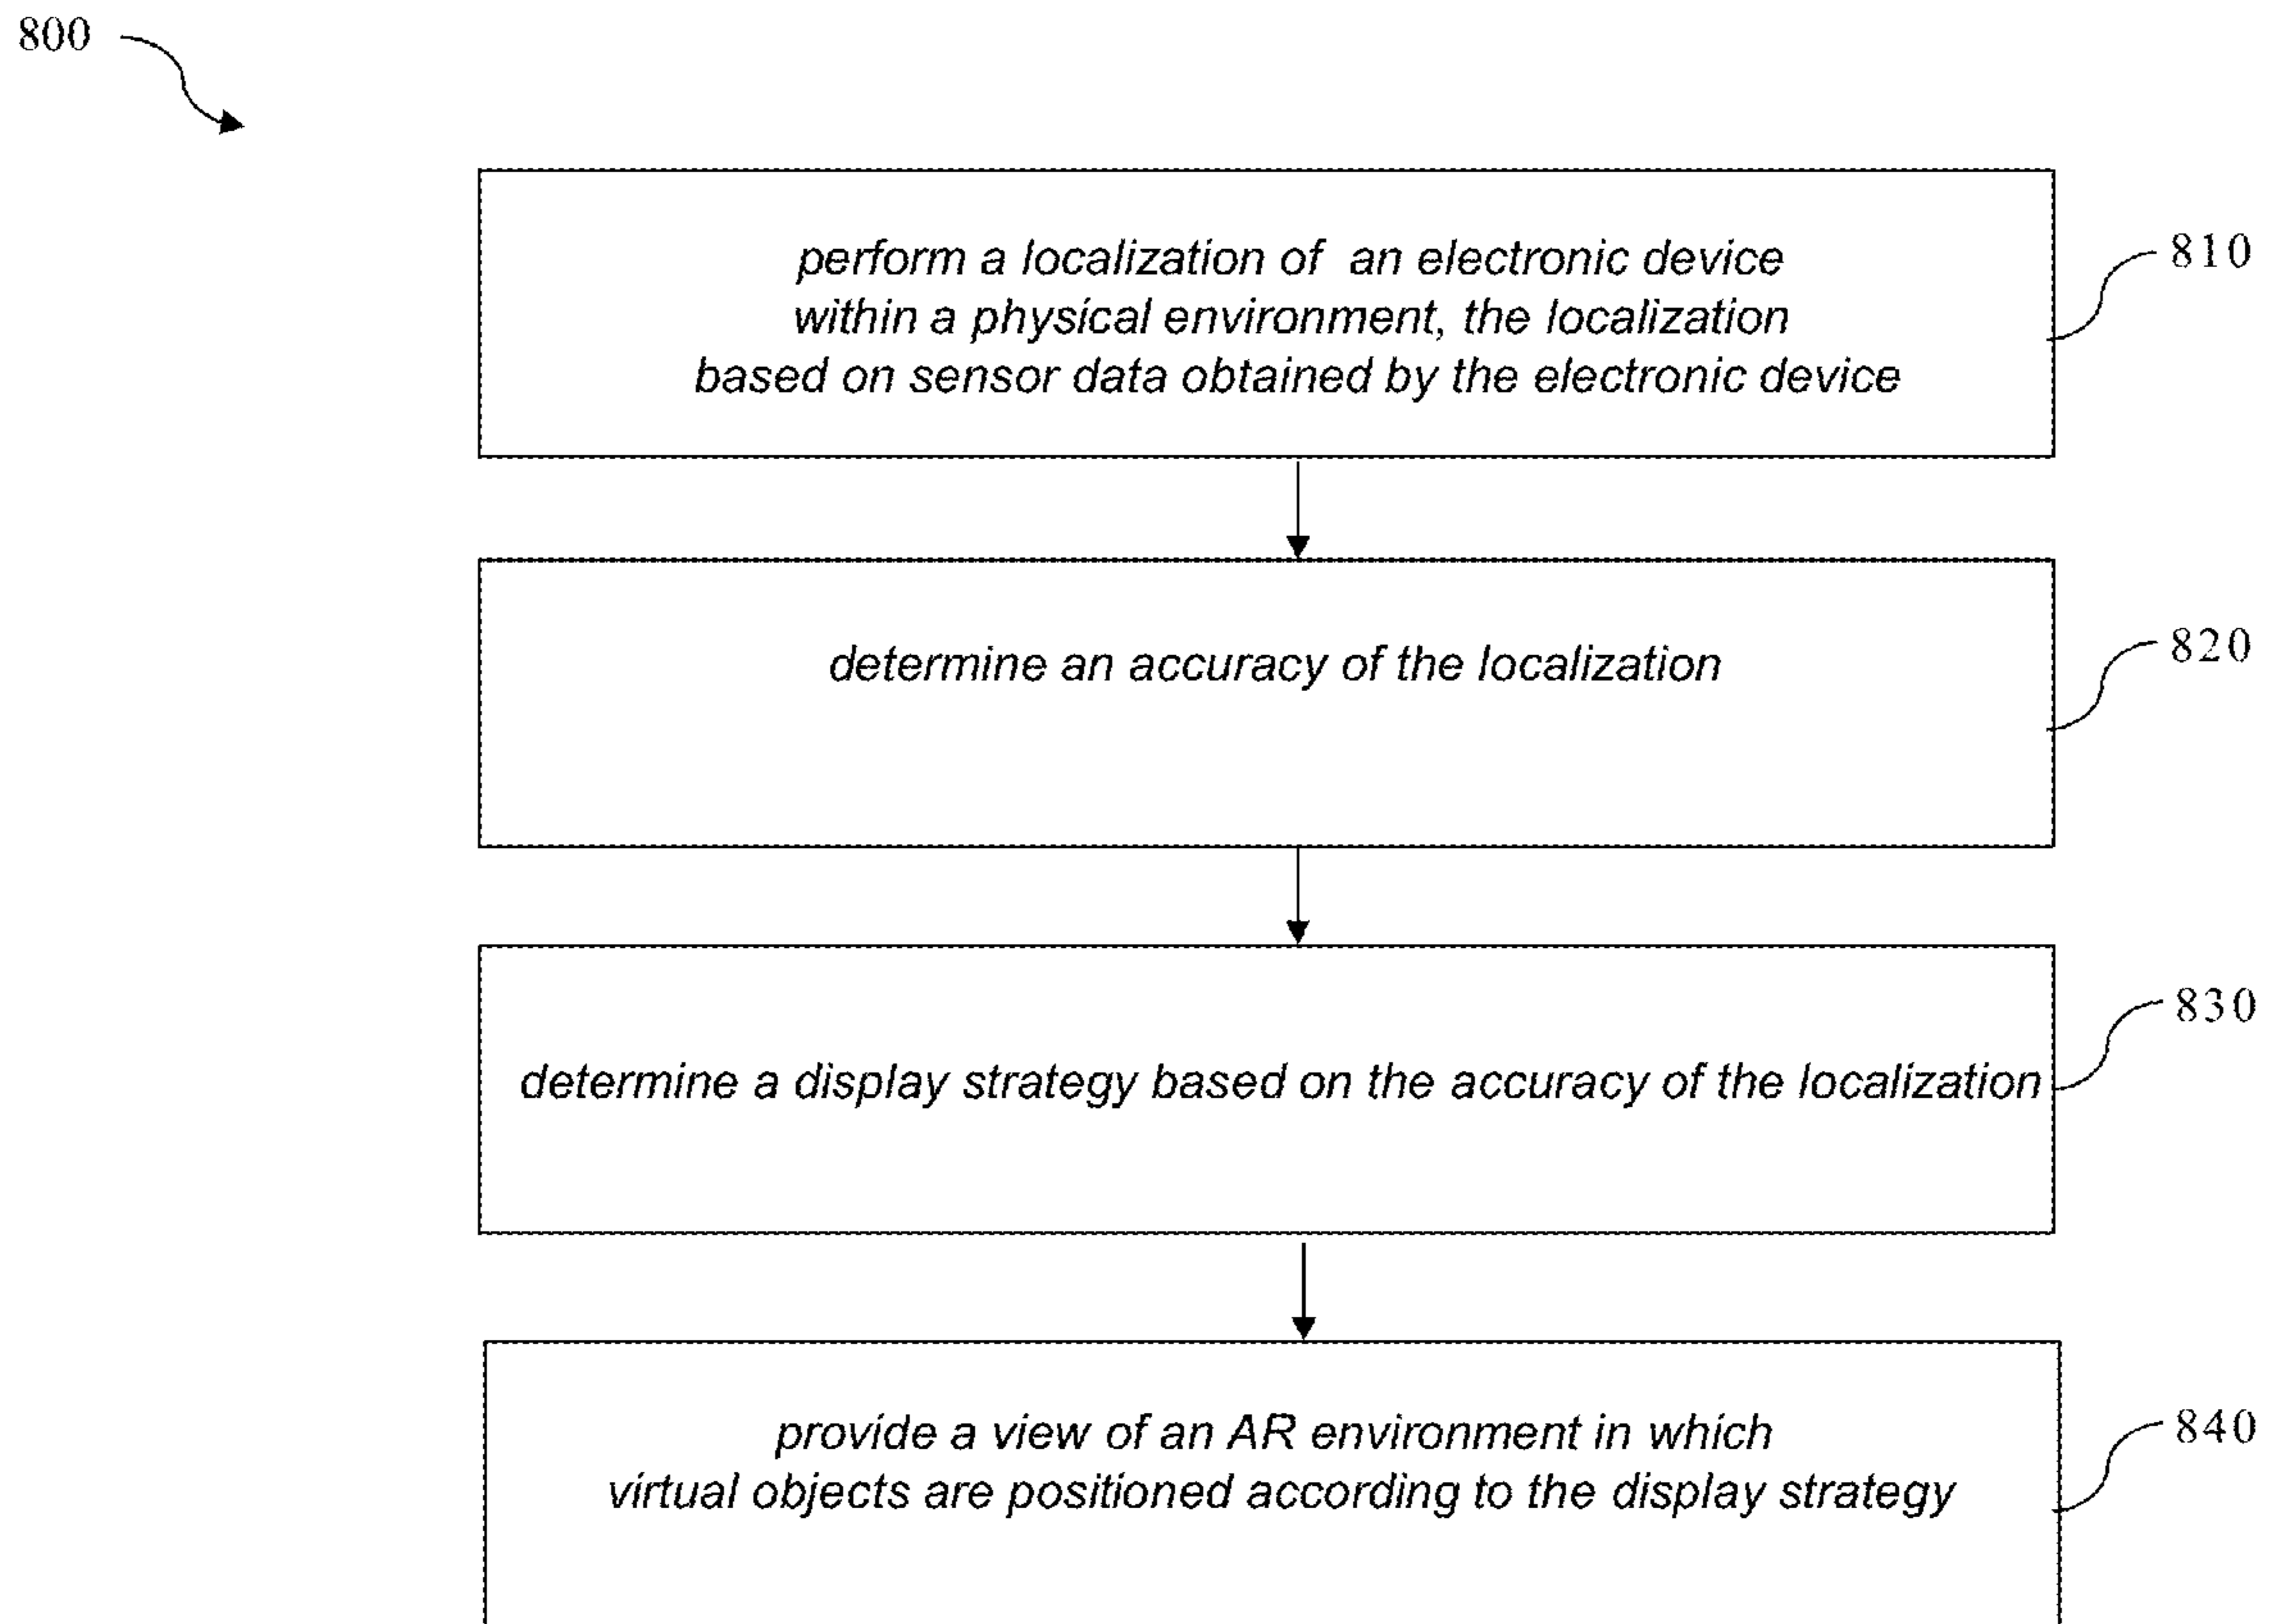 800
perform a localization of an electronic device
within a physical environment, the localization
based on sensor data obtained by the electronic device
810
determine an accuracy of the localization
820
determine a display strategy based on the accuracy of the localization
830
provide a view of an AR environment in which
virtual objects are positioned according to the display strategy
840